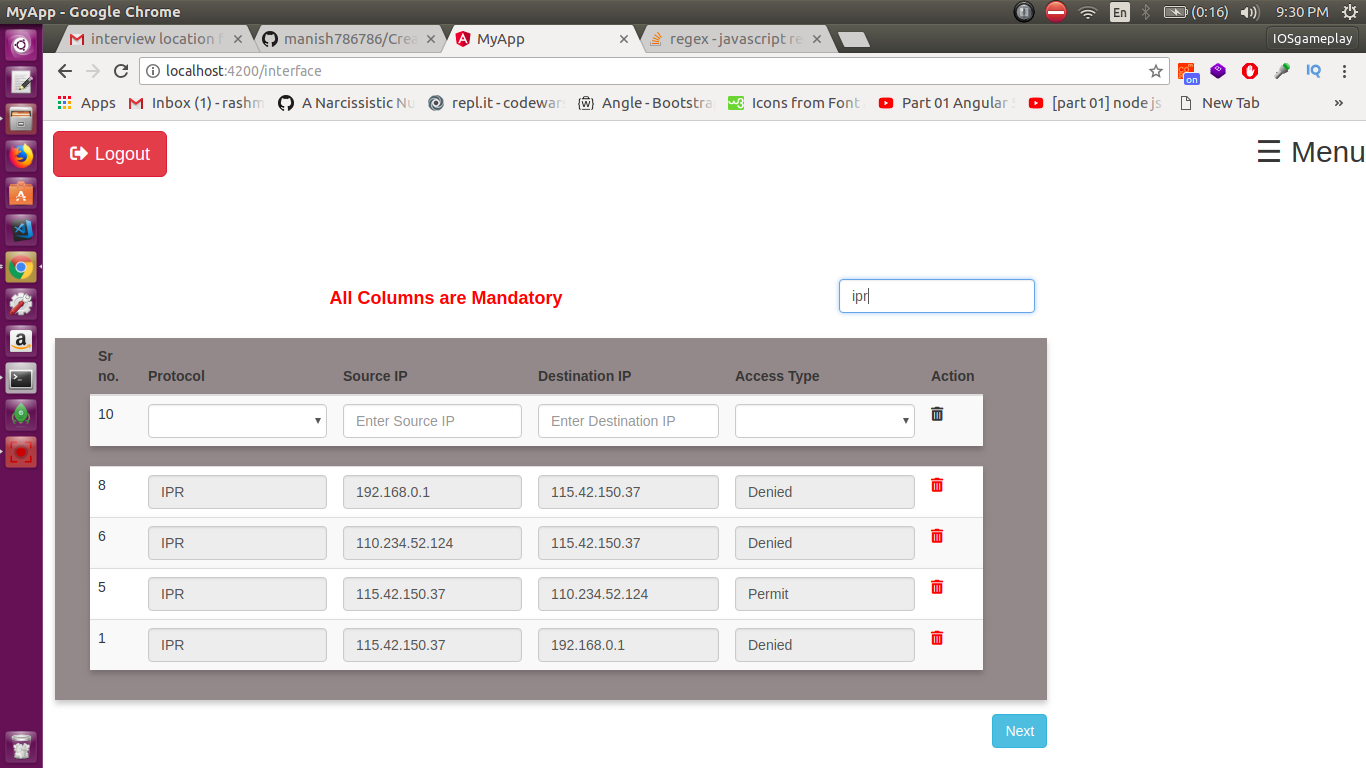 MyApp - Google Chrome
En
(0:16)
9:30 PM
interview location f
manish786786/Crea
MyApp
regex - javascript re
IOSgameplay
localhost:4200/interface
on
IQ
Apps
Inbox (1) - rashm
A Narcissistic Nu
repl.it - codewar
Angle - Bootstra
Icons from Font
Part 01 Angular
[part 01] node js
New Tab
»
Logout
☰ Menu
All Columns are Mandatory
ipr
Sr no. Protocol Source IP Destination IP Access Type Action
10 Enter Source IP Enter Destination IP
8 IPR 192.168.0.1 115.42.150.37 Denied
6 IPR 110.234.52.124 115.42.150.37 Denied
5 IPR 115.42.150.37 110.234.52.124 Permit
1 IPR 115.42.150.37 192.168.0.1 Denied
Next